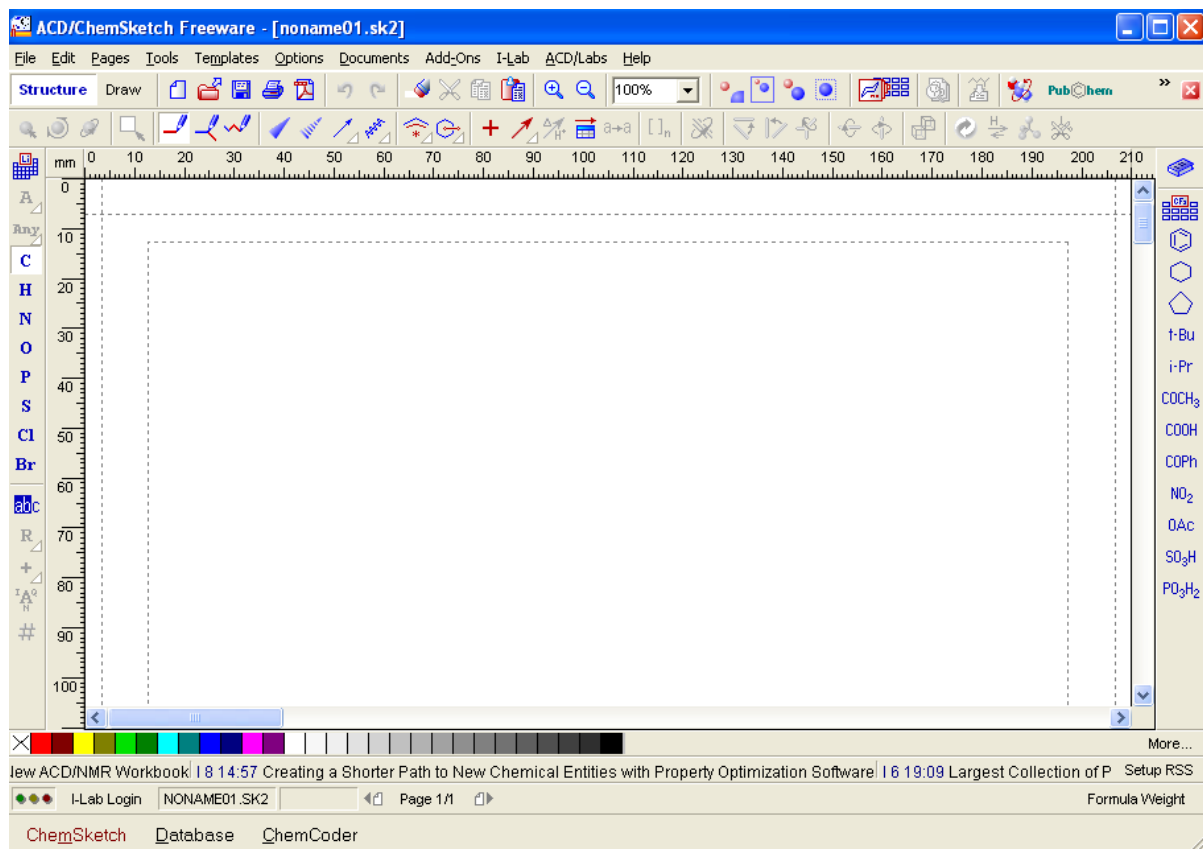 ACD/ChemSketch Freeware - [noname01.sk2]
File Edit Pages Tools Templates Options Documents Add-Ons I-Lab ACD/Labs Help
Structure Draw 100% PubChem »
H a→a [ ]n H
mm 0 10 20 30 40 50 60 70 80 90 100 110 120 130 140 150 160 170 180 190 200 210
Li
0
A
CF3
Any
10
C
H
20
N
30
t-Bu
O
i-Pr
P
40
COCH3
S
Cl
50
COOH
Br
COPh
60
NO2
abc
R
70
OAc
+
SO3H
80
PO3H2
IAQN
#
90
100
More...
New ACD/NMR Workbook I 8 14:57 Creating a Shorter Path to New Chemical Entities with Property Optimization Software I 6 19:09 Largest Collection of P Setup RSS
I-Lab Login NONAME01.SK2 Page 1/1 Formula Weight
ChemSketch Database ChemCoder